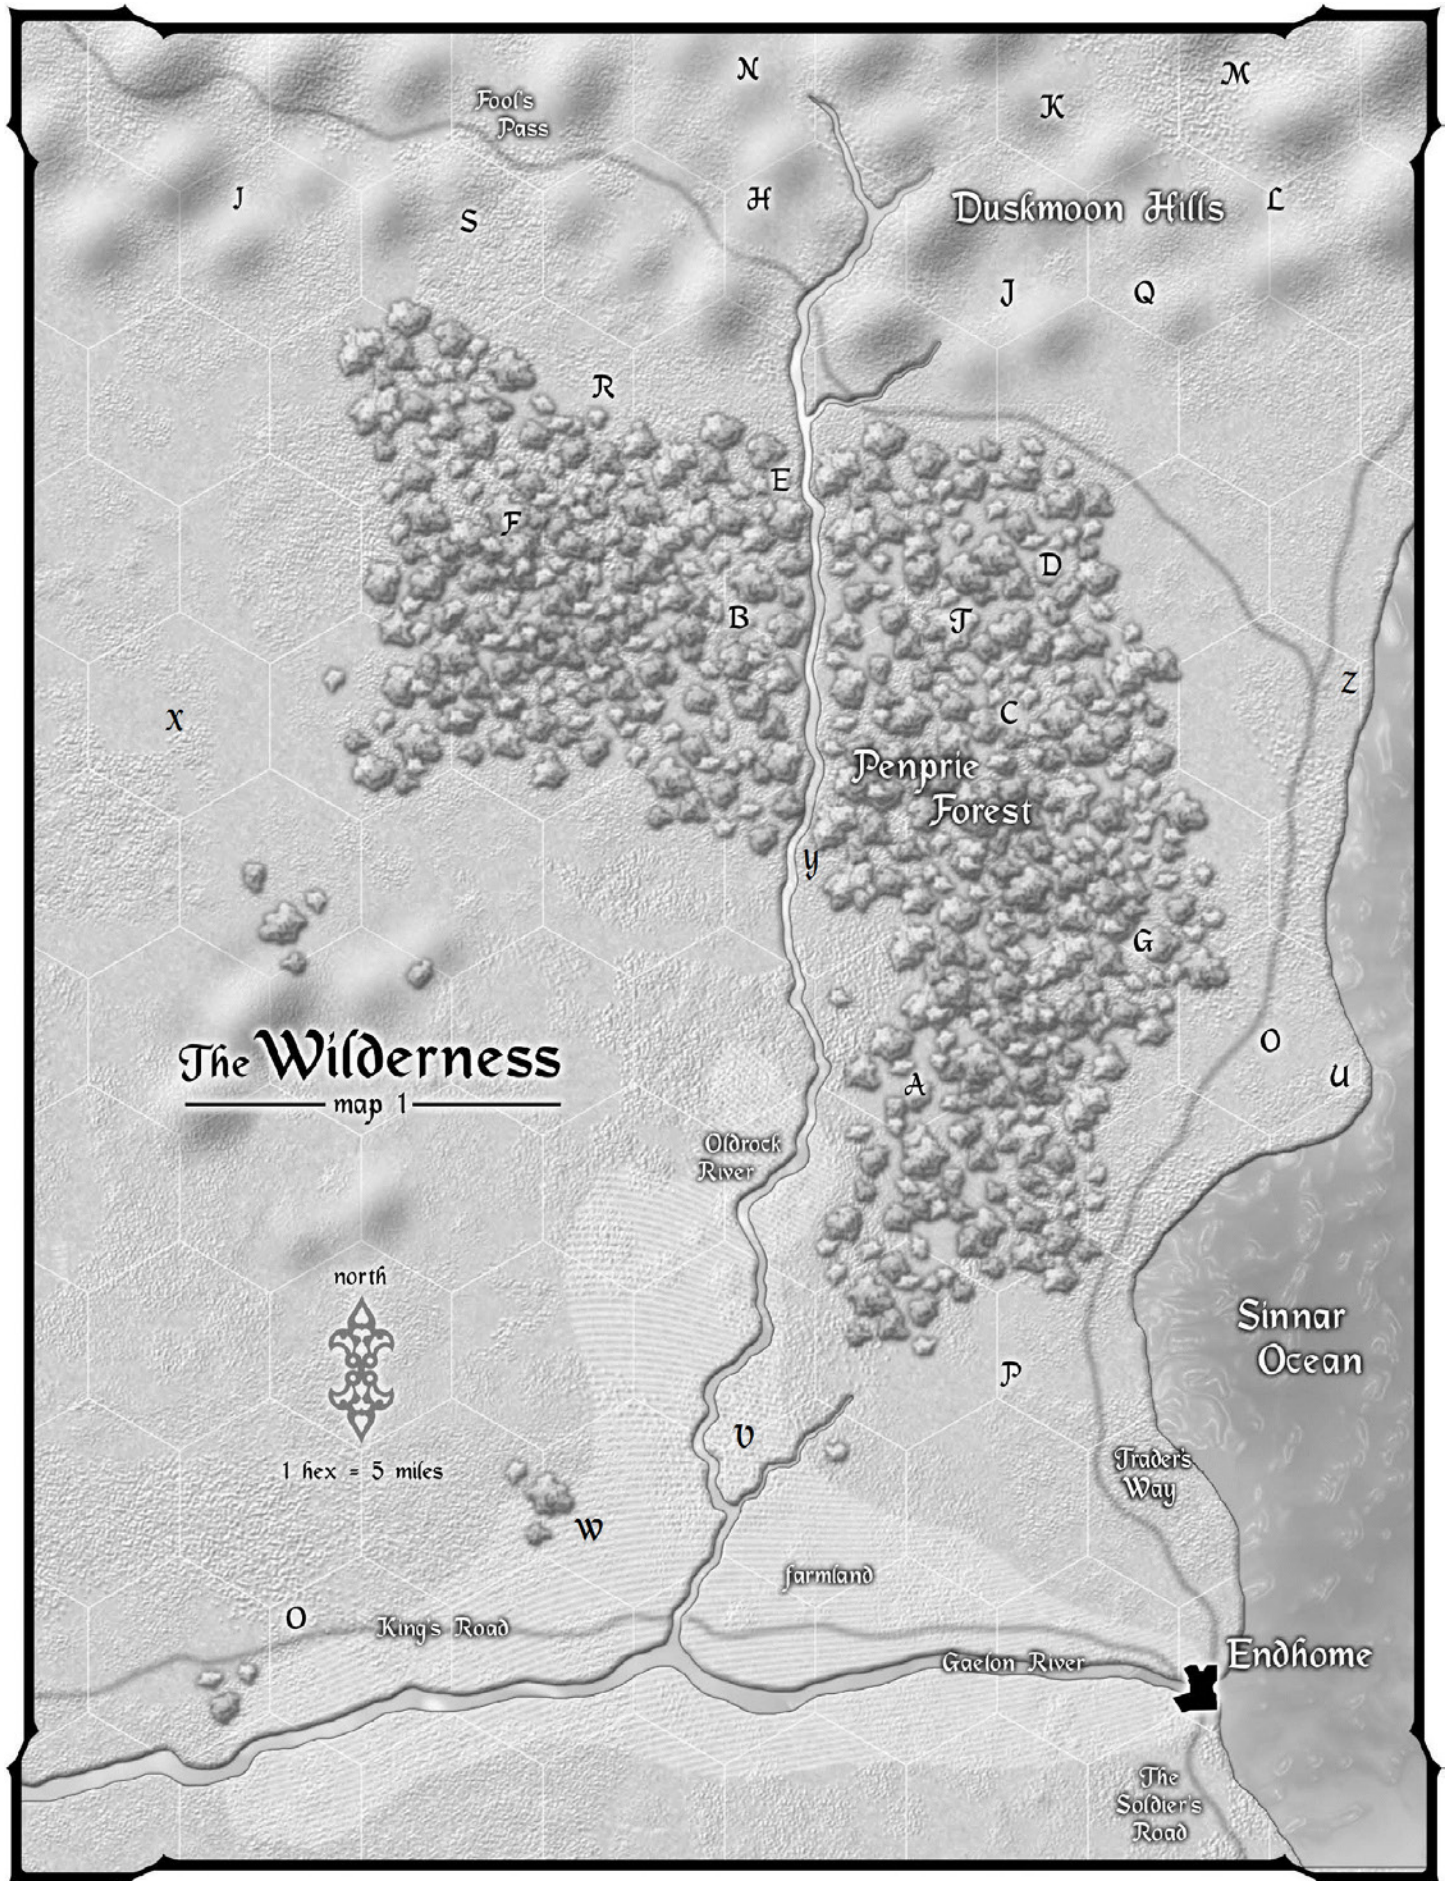 N
M
K
Fool's
Pass
J
S
H
Duskmoon Hills
L
J
Q
R
E
F
D
B
T
Z
C
X
Penprie
Forest
Y
G
O
The Wilderness
map 1
U
A
Oldrock
River
north
Sinnar
Ocean
P
V
Trader's
Way
1 hex = 5 miles
W
farmland
O
King's Road
Endhome
Gaelon River
The
Soldier's
Road